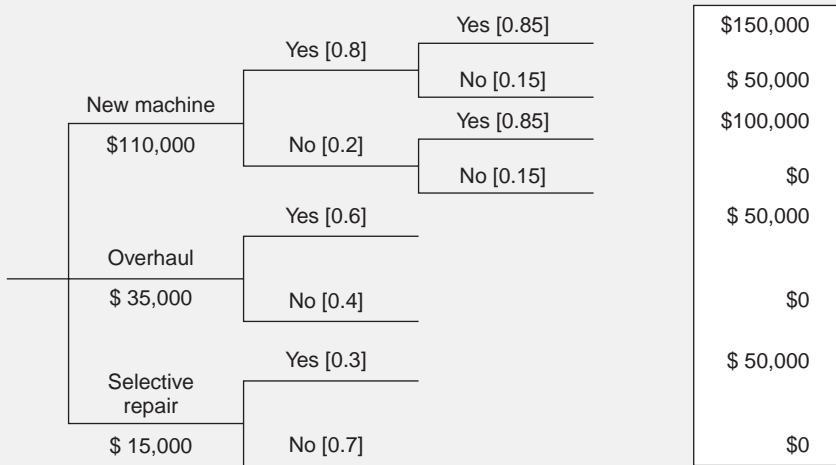 Yes [0.85] $150,000
Yes [0.8]
No [0.15] $ 50,000
New machine
Yes [0.85] $100,000
$110,000 No [0.2]
No [0.15] $0
Yes [0.6] $ 50,000
Overhaul
$ 35,000 No [0.4] $0
Yes [0.3] $ 50,000
Selective
repair
$ 15,000 No [0.7] $0